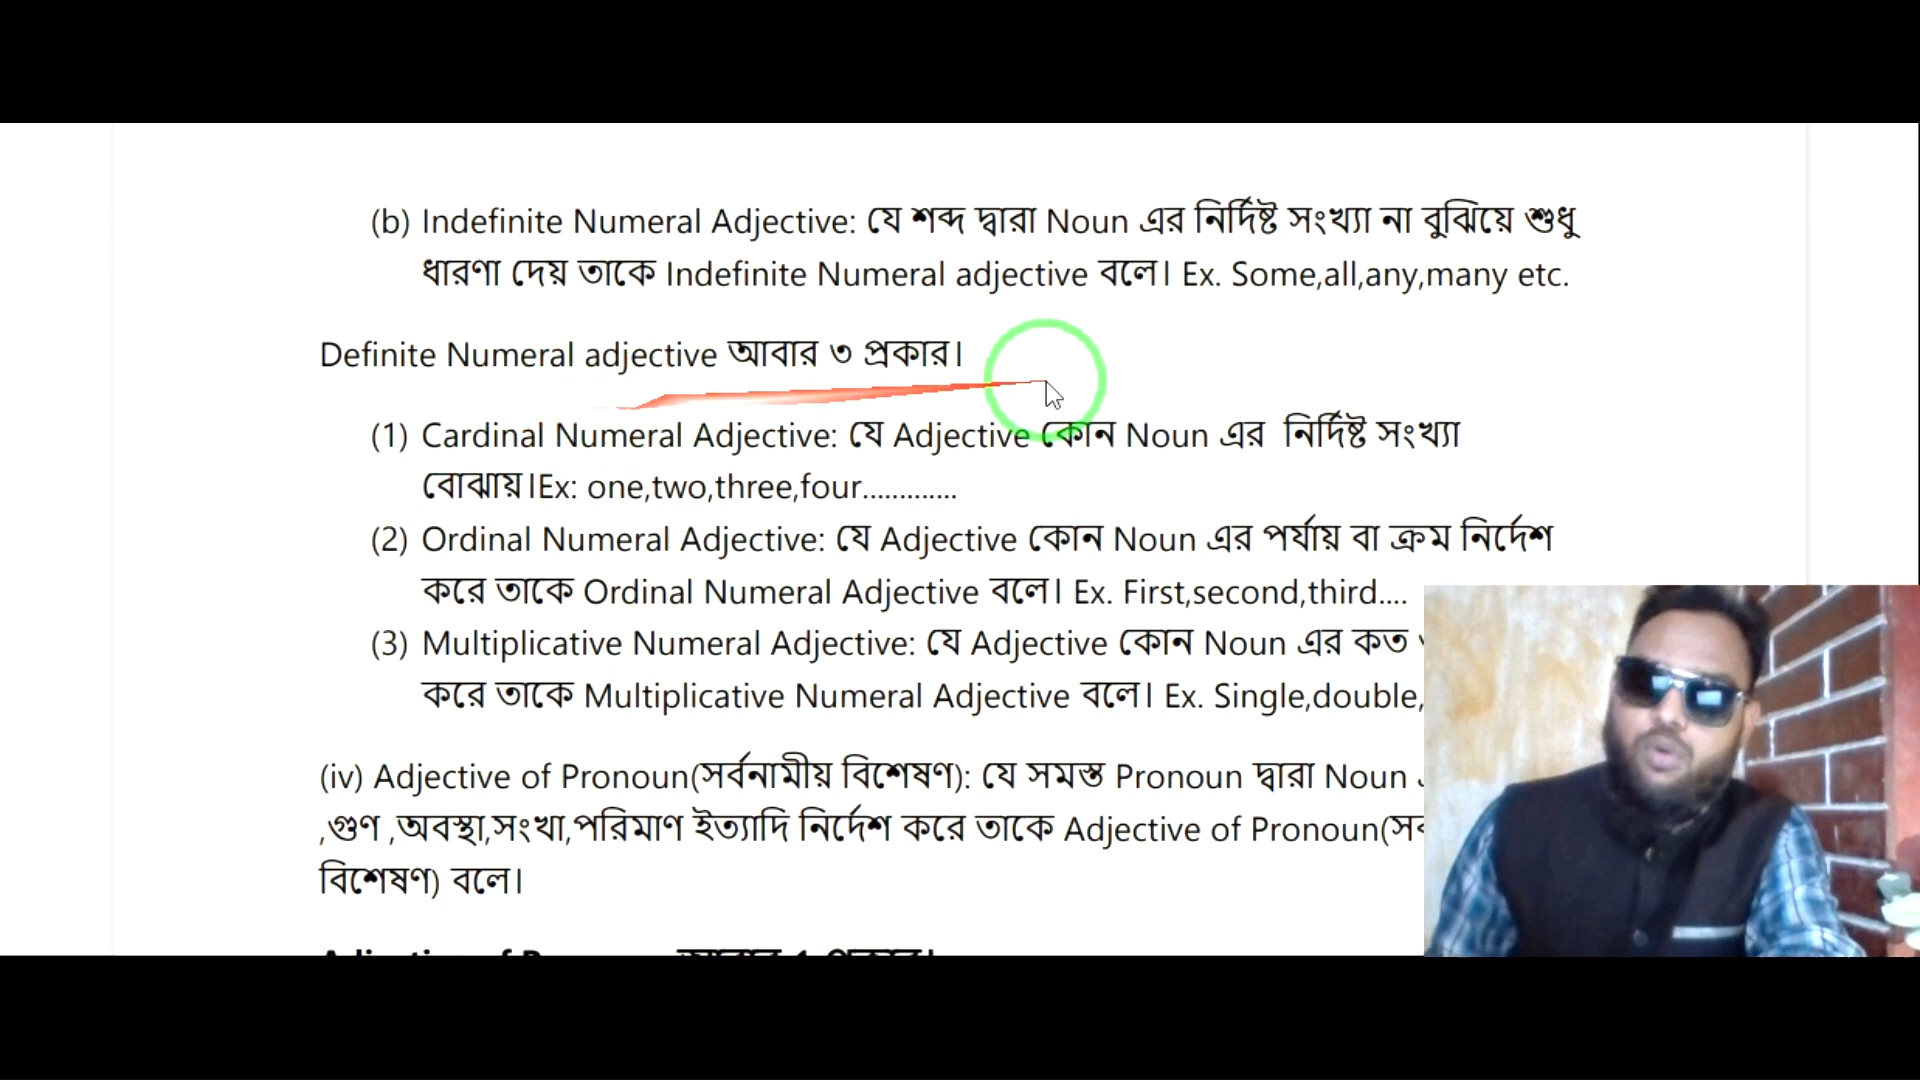 (b) Indefinite Numeral Adjective: যে শব্দ দ্বারা Noun এর নির্দিষ্ট সংখ্যা না বুঝিয়ে শুধু
ধারণা দেয় তাকে Indefinite Numeral adjective বলে। Ex. Some,all,any,many etc.
Definite Numeral adjective আবার ৩ প্রকার।
(1) Cardinal Numeral Adjective: যে Adjective কোন Noun এর নির্দিষ্ট সংখ্যা
বোঝায়।Ex: one,two,three,four.............
(2) Ordinal Numeral Adjective: যে Adjective কোন Noun এর পর্যায় বা ক্রম নির্দেশ
করে তাকে Ordinal Numeral Adjective বলে। Ex. First,second,third....
(3) Multiplicative Numeral Adjective: যে Adjective কোন Noun এর কত
করে তাকে Multiplicative Numeral Adjective বলে। Ex. Single,double,
(iv) Adjective of Pronoun(সর্বনামীয় বিশেষণ): যে সমস্ত Pronoun দ্বারা Noun
,গুণ ,অবস্থা,সংখা,পরিমাণ ইত্যাদি নির্দেশ করে তাকে Adjective of Pronoun(
বিশেষণ) বলে।